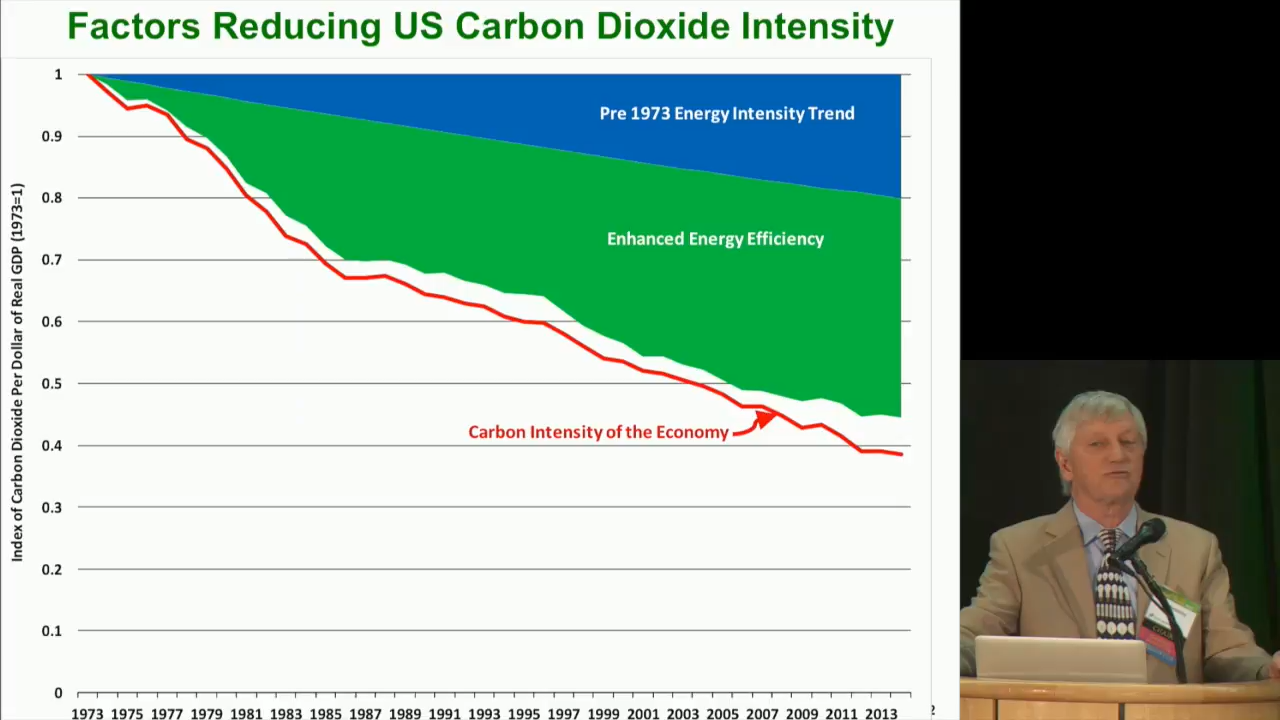 Factors Reducing US Carbon Dioxide Intensity
Index of Carbon Dioxide Per Dollar of Real GDP (1973=1)
1
0.9
0.8
0.7
0.6
0.5
0.4
0.3
0.2
0.1
0
Pre 1973 Energy Intensity Trend
Enhanced Energy Efficiency
Carbon Intensity of the Economy
1973 1975 1977 1979 1981 1983 1985 1987 1989 1991 1993 1995 1997 1999 2001 2003 2005 2007 2009 2011 2013
2